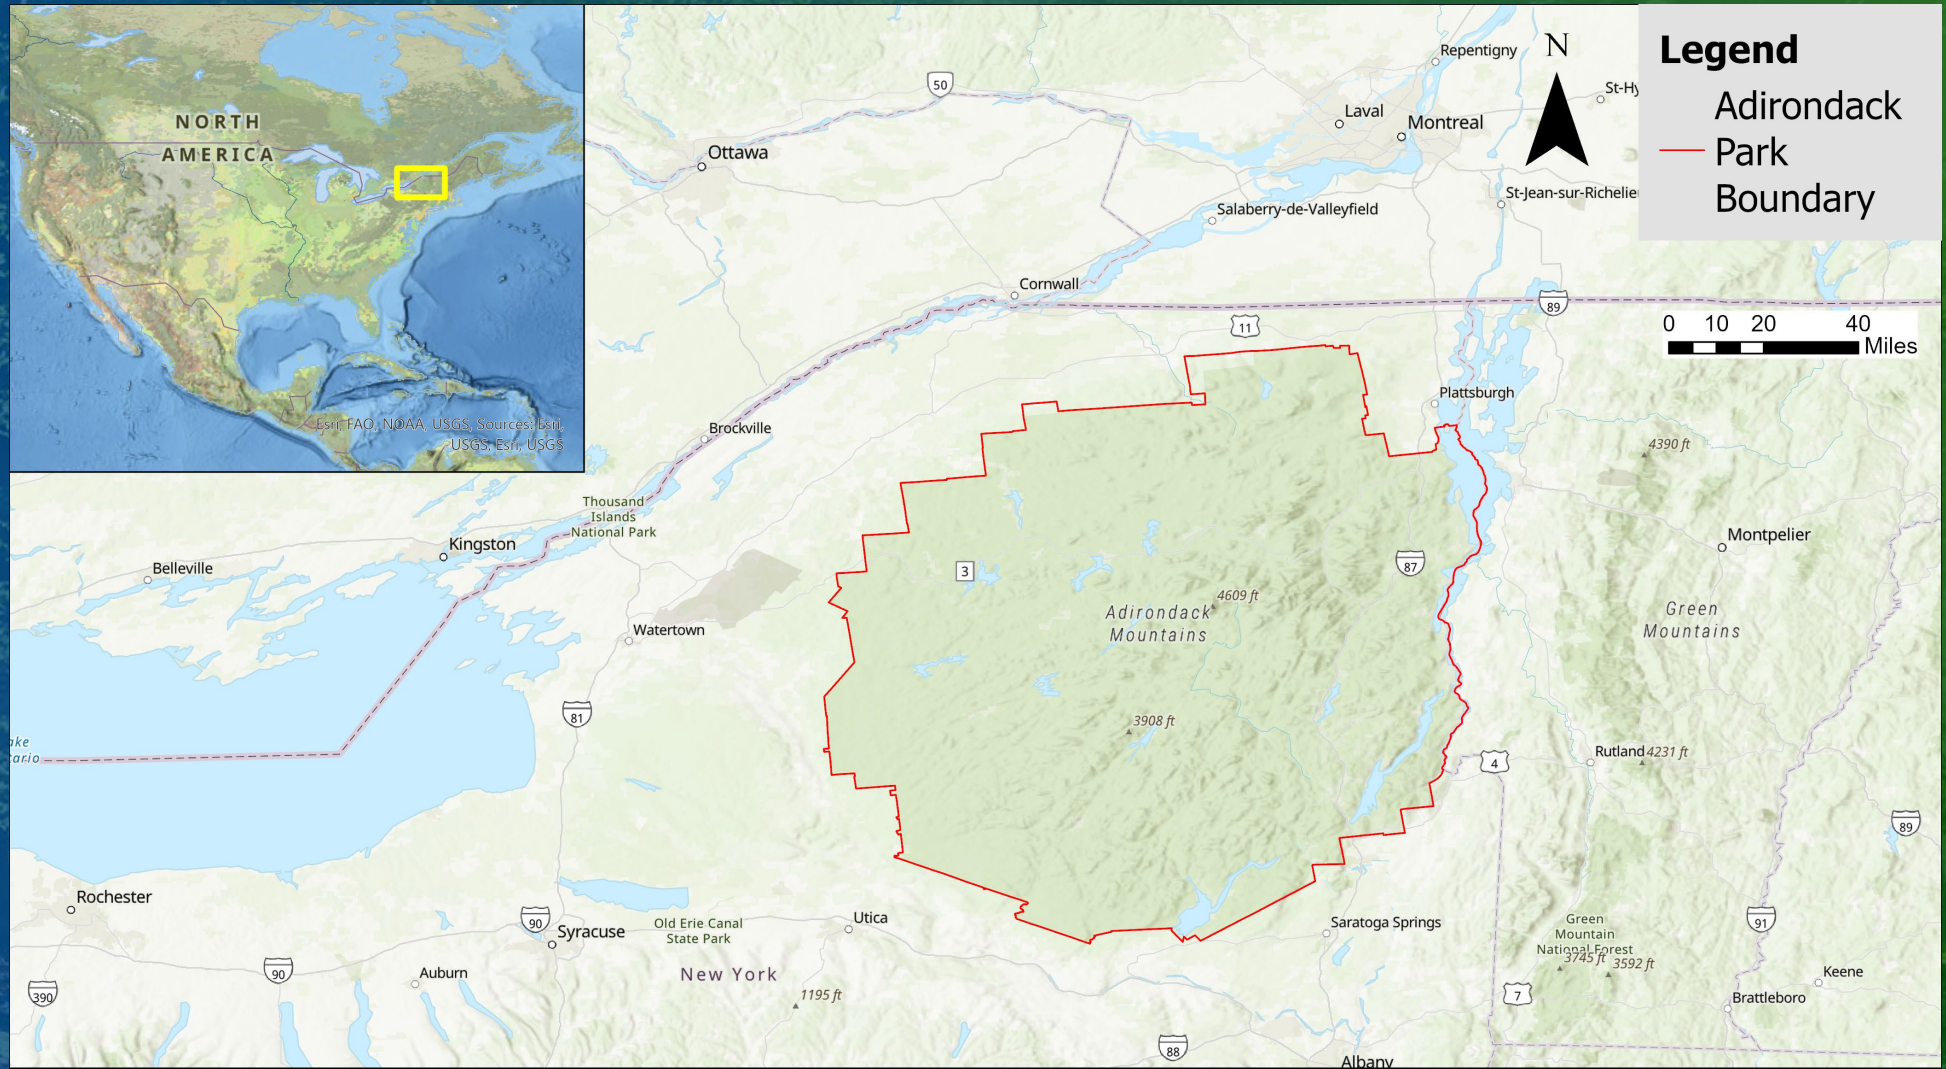 NORTH
AMERICA
Esri, FAO, NOAA, USGS, Sources: Esri,
USGS, Esri, USGS
N
Legend
Adirondack
Park
Boundary
0 10 20 40
Miles
50
Repentigny
St-Hy
Laval
Montreal
Ottawa
St-Jean-sur-Richelie
Salaberry-de-Valleyfield
Cornwall
89
11
Plattsburgh
Brockville
4390 ft
Thousand
Islands
National Park
Kingston
Montpelier
Belleville
3
87
4609 ft
Adirondack
Mountains
Green
Mountains
Watertown
81
3908 ft
ake
tario
4
Rutland
4231 ft
89
Rochester
90
Syracuse
Old Erie Canal
State Park
Utica
Saratoga Springs
Green
Mountain
National Forest
3745 ft
3592 ft
91
90
Auburn
New York
Keene
390
1195 ft
7
Brattleboro
88
Albany